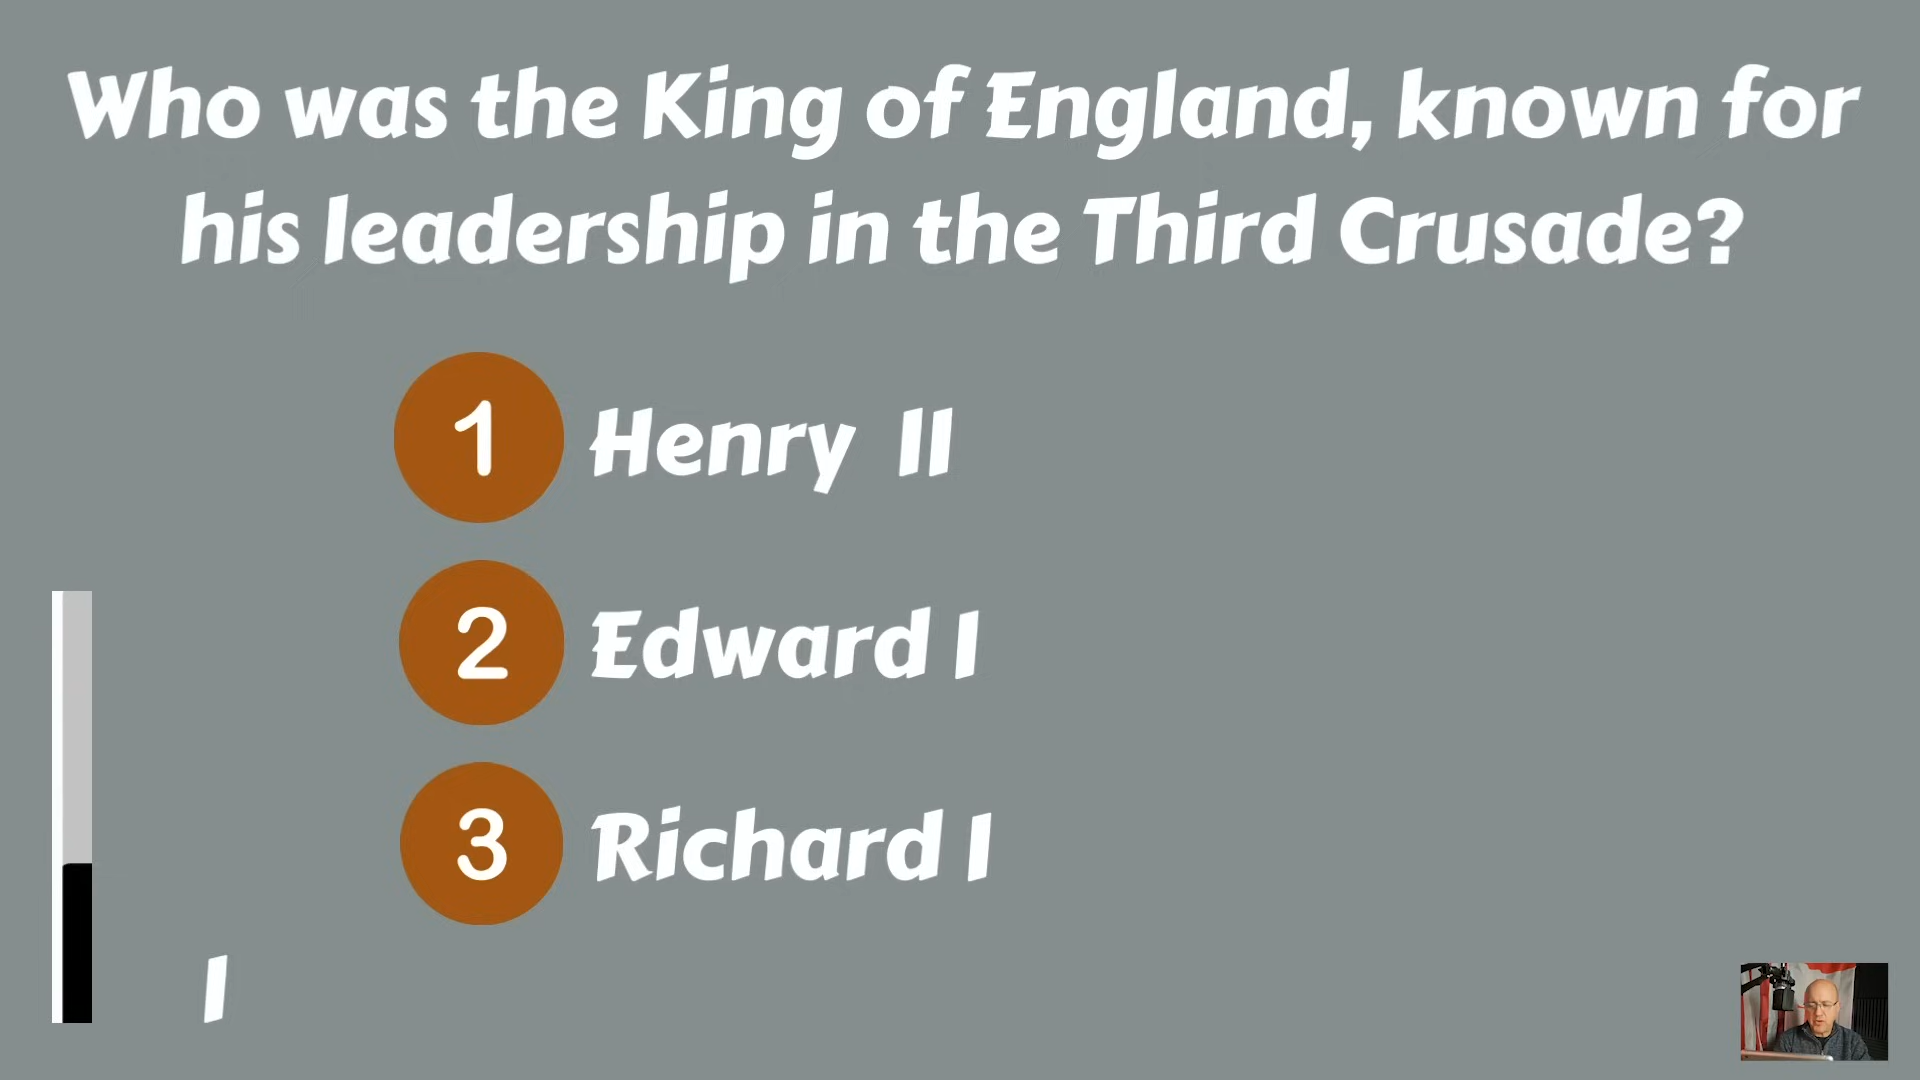 Who was the King of England, known for
his leadership in the Third Crusade?
1 Henry II
2 Edward I
3 Richard I
I